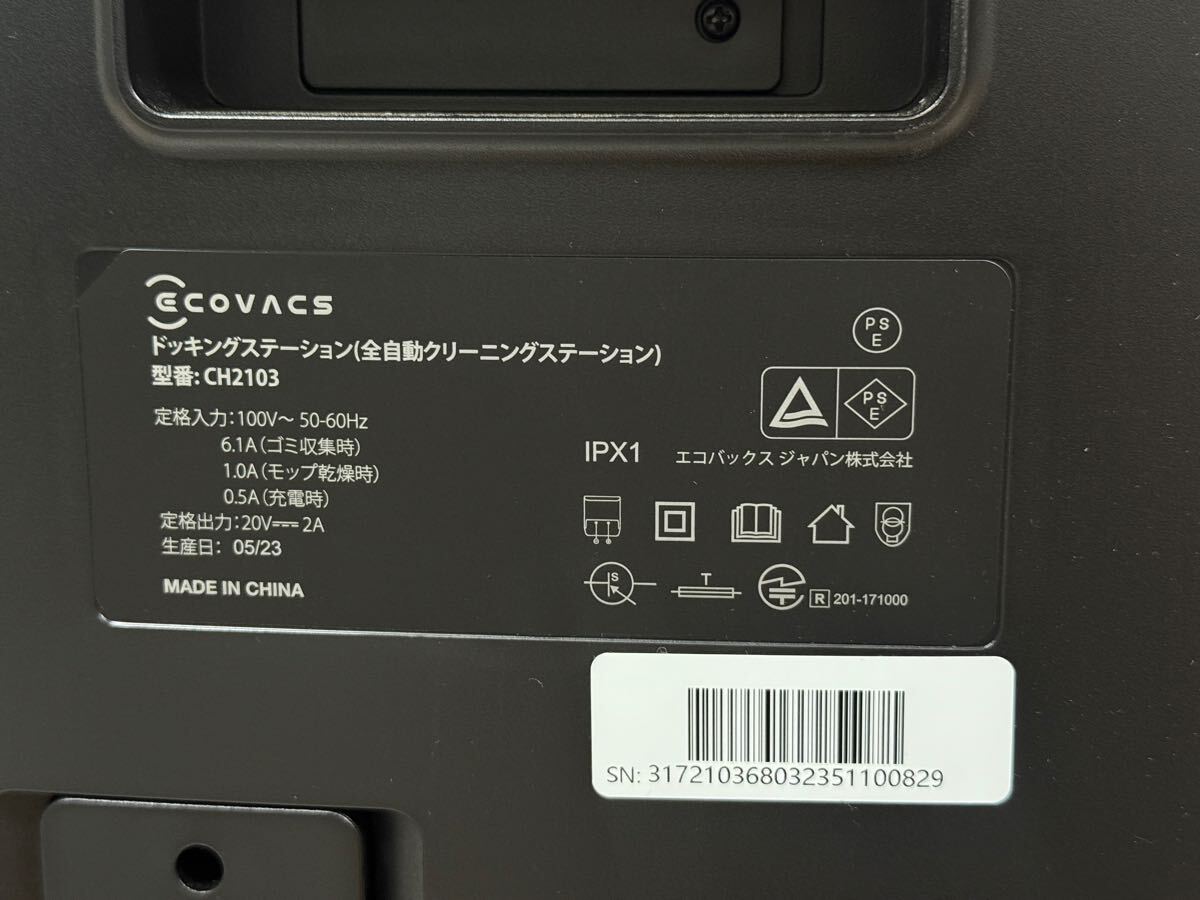 ECOVACS
ドッキングステーション(全自動クリーニングステーション)
型番: CH2103
定格入力：100V～ 50-60Hz
6.1A（ゴミ収集時）
1.0A（モップ乾燥時）
0.5A（充電時）
定格出力：20V⎓2A
生産日： 05/23
MADE IN CHINA
PS
E
PS
E
IPX1
エコバックス ジャパン株式会社
S
T
R 201-171000
SN: 317210368032351100829